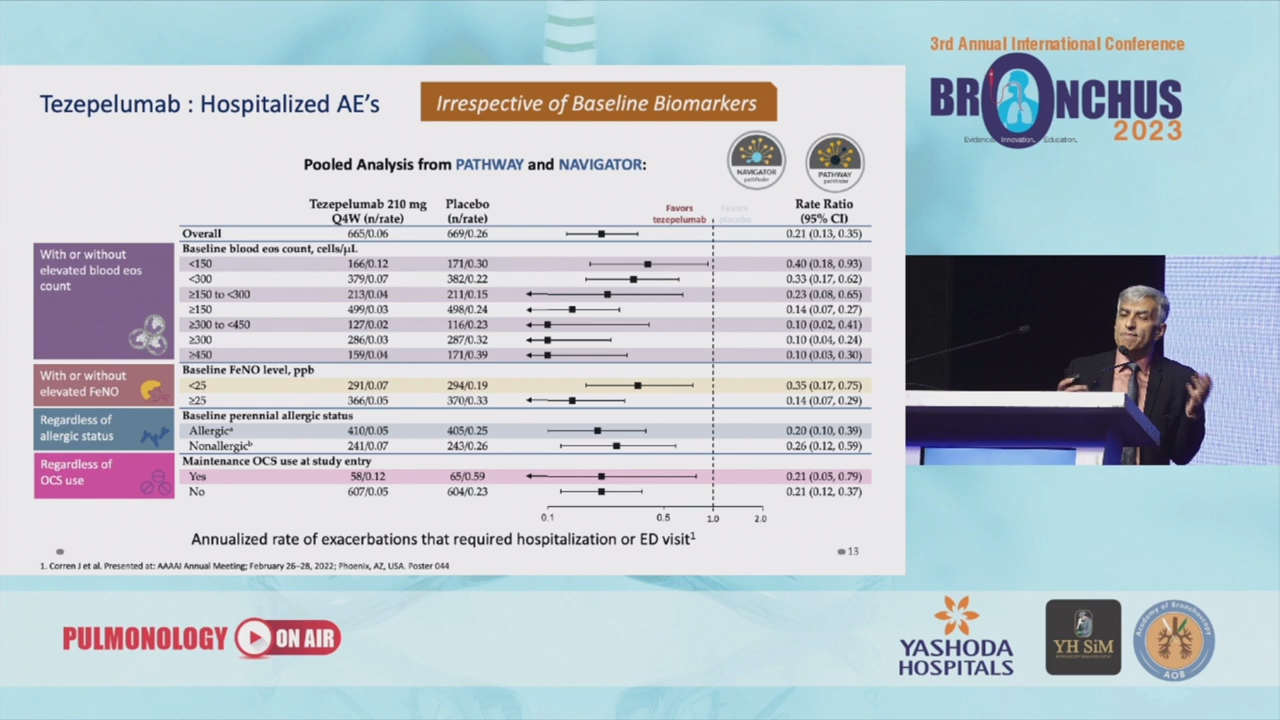 3rd Annual International Conference
BRONCHUS
2023
Evidence. Innovation. Education.
Tezepelumab : Hospitalized AE’s
Irrespective of Baseline Biomarkers
Pooled Analysis from PATHWAY and NAVIGATOR:
NAVIGATOR
pathfinder
PATHWAY
pathfinder
Tezepelumab 210 mg
Q4W (n/rate)
Placebo
(n/rate)
Favors
tezepelumab
Favors
placebo
Rate Ratio
(95% CI)
Overall 665/0.06 669/0.26 0.21 (0.13, 0.35)
With or without
elevated blood eos
count
Baseline blood eos count, cells/µL
<150 166/0.12 171/0.30 0.40 (0.18, 0.93)
<300 379/0.07 382/0.22 0.33 (0.17, 0.62)
≥150 to <300 213/0.04 211/0.15 0.23 (0.08, 0.65)
≥150 499/0.03 498/0.24 0.14 (0.07, 0.27)
≥300 to <450 127/0.02 116/0.23 0.10 (0.02, 0.41)
≥300 286/0.03 287/0.32 0.10 (0.04, 0.24)
≥450 159/0.04 171/0.39 0.10 (0.03, 0.30)
With or without
elevated FeNO
Baseline FeNO level, ppb
<25 291/0.07 294/0.19 0.35 (0.17, 0.75)
≥25 366/0.05 370/0.33 0.14 (0.07, 0.29)
Regardless of
allergic status
Baseline perennial allergic status
Allergicᵃ 410/0.05 405/0.25 0.20 (0.10, 0.39)
Nonallergicᵇ 241/0.07 243/0.26 0.26 (0.12, 0.59)
Regardless of
OCS use
Maintenance OCS use at study entry
Yes 58/0.12 65/0.59 0.21 (0.05, 0.79)
No 607/0.05 604/0.23 0.21 (0.12, 0.37)
0.1 0.5 1.0 2.0
Annualized rate of exacerbations that required hospitalization or ED visit¹
13
1. Corren J et al. Presented at: AAAAI Annual Meeting; February 26–28, 2022; Phoenix, AZ, USA. Poster 044
PULMONOLOGY ON AIR
YASHODA
HOSPITALS
YH SiM
Academy of Bronchoscopy
AOB